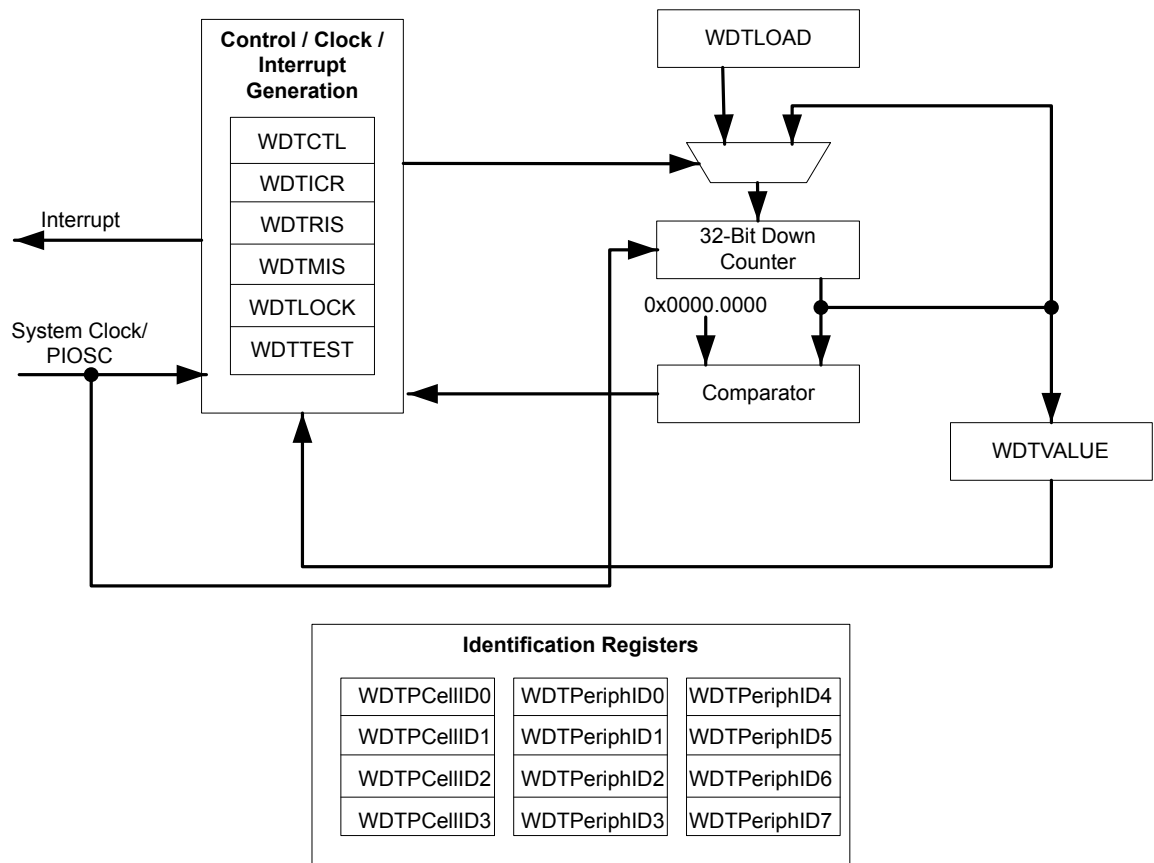 Control / Clock /
Interrupt
Generation
WDTCTL
WDTICR
WDTRIS
WDTMIS
WDTLOCK
WDTTEST
Interrupt
System Clock/
PIOSC
WDTLOAD
32-Bit Down
Counter
0x0000.0000
Comparator
WDTVALUE
Identification Registers
WDTPCellID0
WDTPeriphID0
WDTPeriphID4
WDTPCellID1
WDTPeriphID1
WDTPeriphID5
WDTPCellID2
WDTPeriphID2
WDTPeriphID6
WDTPCellID3
WDTPeriphID3
WDTPeriphID7